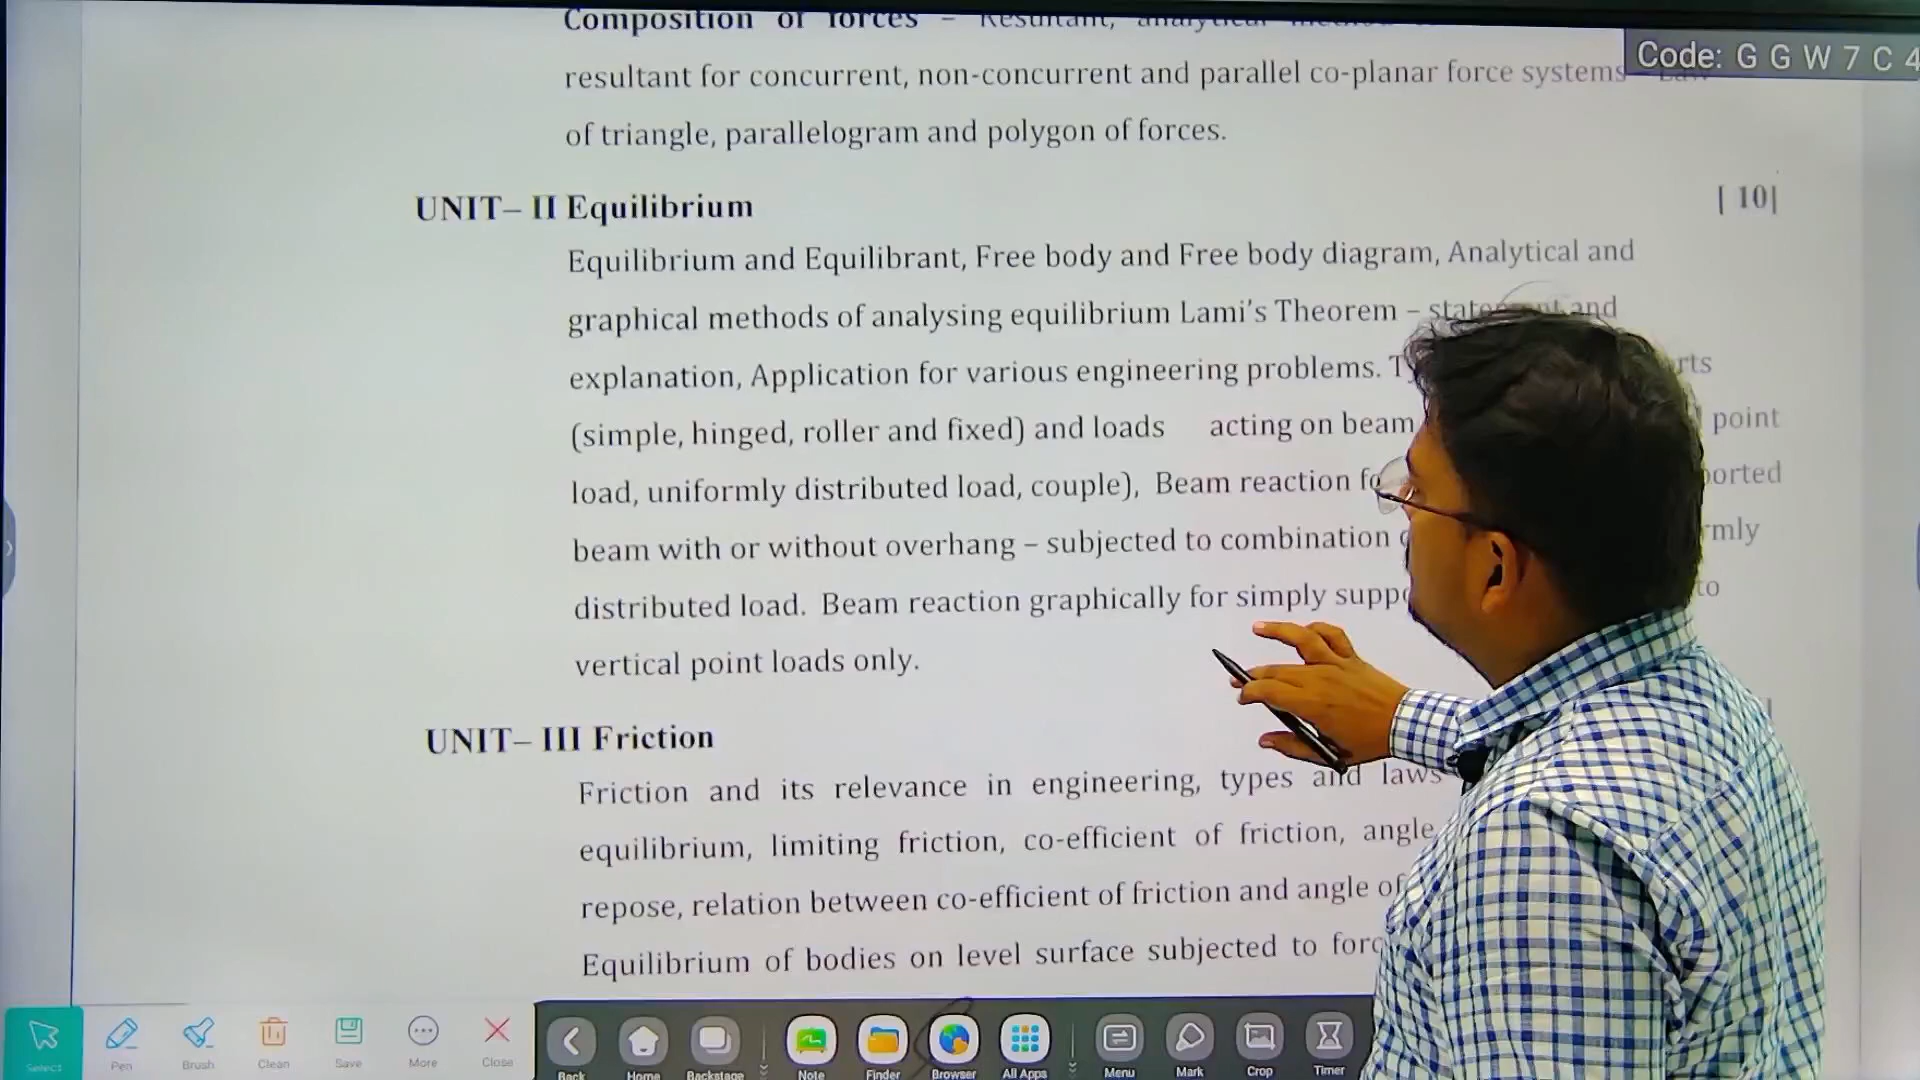 Composition of forces – Resultant, analytical
resultant for concurrent, non-concurrent and parallel co-planar force systems – Law
of triangle, parallelogram and polygon of forces.
Code: G G W 7 C 4
UNIT– II Equilibrium [ 10]
Equilibrium and Equilibrant, Free body and Free body diagram, Analytical and
graphical methods of analysing equilibrium Lami's Theorem – statement and
explanation, Application for various engineering problems.
(simple, hinged, roller and fixed) and loads acting on beam point
load, uniformly distributed load, couple), Beam reaction
beam with or without overhang – subjected to combination
distributed load. Beam reaction graphically for simply to
vertical point loads only.
UNIT– III Friction
Friction and its relevance in engineering, types and laws
equilibrium, limiting friction, co-efficient of friction, angle
repose, relation between co-efficient of friction and angle of
Equilibrium of bodies on level surface subjected to
Select Pen Brush Clean Save More Close
Back Home Backstage Note Finder Browser All Apps Menu Mark Crop Timer